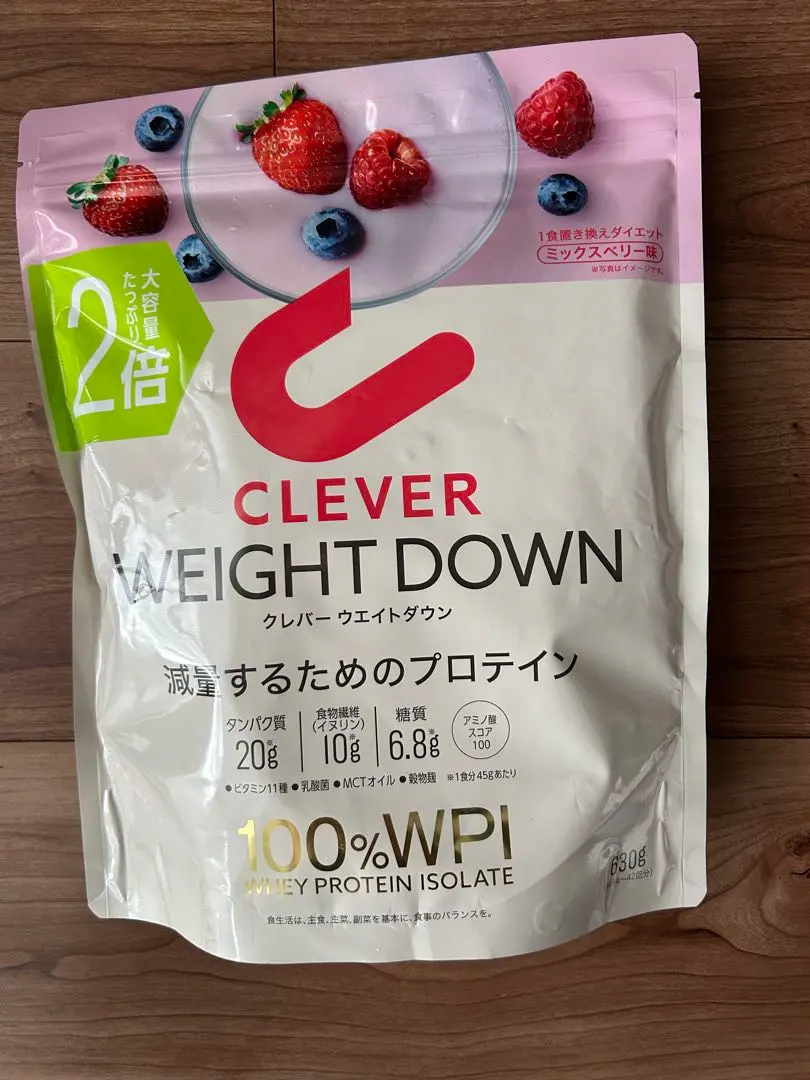 1食置き換えダイエット
ミックスベリー味
※写真はイメージです。
大容量
たっぷり
2倍
CLEVER
WEIGHT DOWN
クレバー ウエイトダウン
減量するためのプロテイン
タンパク質
20g※
食物繊維
(イヌリン)
10g※
糖質
6.8g※
アミノ酸
スコア
100
●ビタミン11種 ●乳酸菌 ●MCTオイル ●穀物麹 ※1食分45gあたり
100%WPI
WHEY PROTEIN ISOLATE
630g
4〜42回分)
食生活は、主食、主菜、副菜を基本に、食事のバランスを。